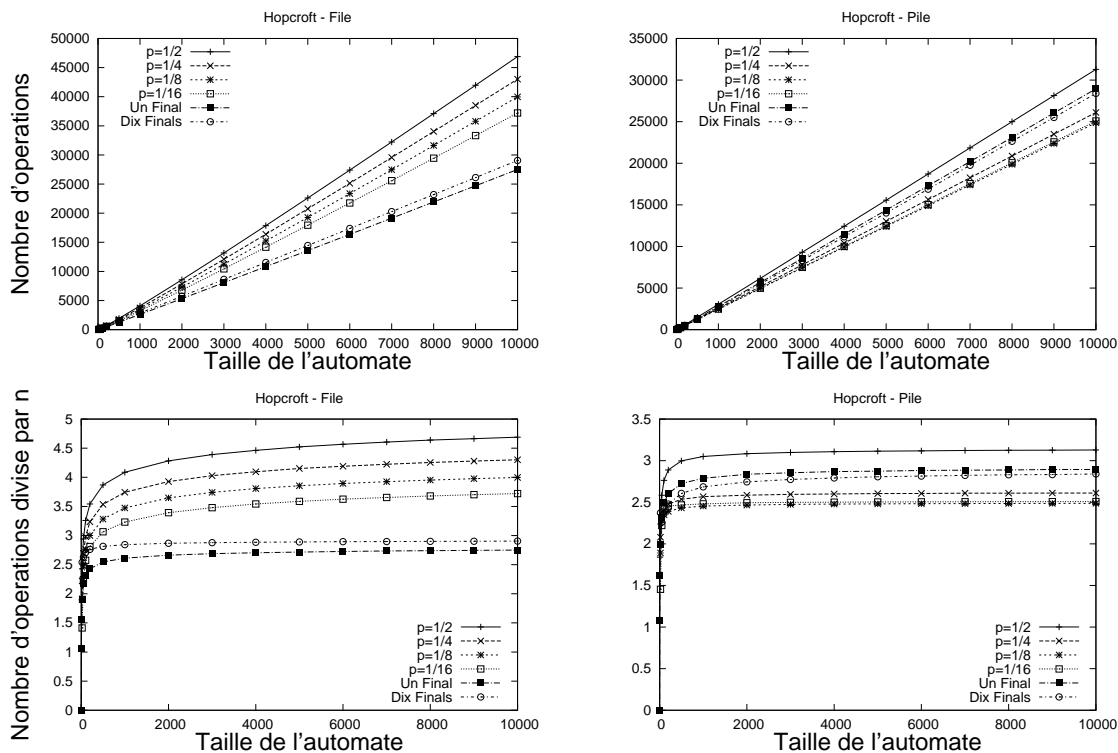 Hopcroft - File
Nombre d'operations
50000
45000
40000
35000
30000
25000
20000
15000
10000
5000
0
p=1/2
p=1/4
p=1/8
p=1/16
Un Final
Dix Finals
0 1000 2000 3000 4000 5000 6000 7000 8000 9000 10000
Taille de l'automate
Hopcroft - Pile
35000
30000
25000
20000
15000
10000
5000
0
p=1/2
p=1/4
p=1/8
p=1/16
Un Final
Dix Finals
0 1000 2000 3000 4000 5000 6000 7000 8000 9000 10000
Taille de l'automate
Hopcroft - File
Nombre d'operations divise par n
5
4.5
4
3.5
3
2.5
2
1.5
1
0.5
0
p=1/2
p=1/4
p=1/8
p=1/16
Un Final
Dix Finals
0 2000 4000 6000 8000 10000
Taille de l'automate
Hopcroft - Pile
3.5
3
2.5
2
1.5
1
0.5
0
p=1/2
p=1/4
p=1/8
p=1/16
Un Final
Dix Finals
0 2000 4000 6000 8000 10000
Taille de l'automate